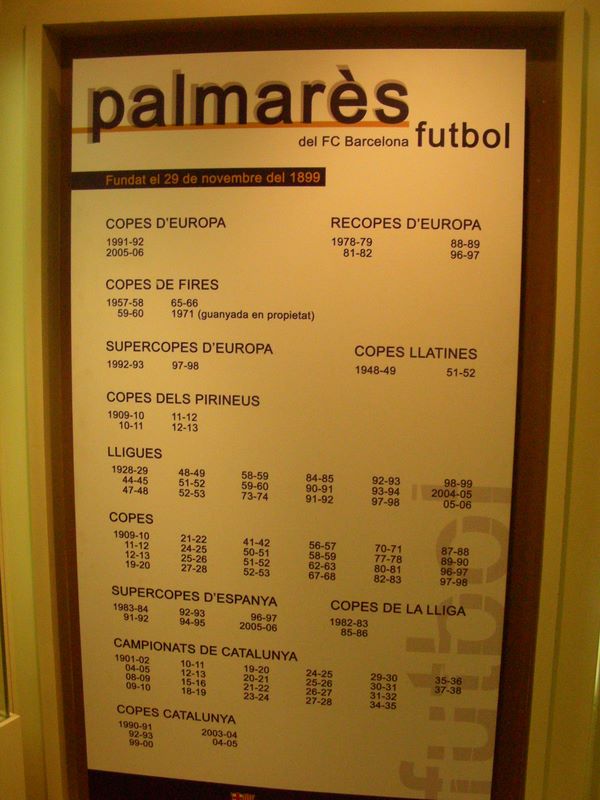 palmarès
del FC Barcelona futbol
Fundat el 29 de novembre del 1899
COPES D'EUROPA
1991-92
2005-06
RECOPES D'EUROPA
1978-79 88-89
81-82 96-97
COPES DE FIRES
1957-58 65-66
59-60 1971 (guanyada en propietat)
SUPERCOPES D'EUROPA
1992-93 97-98
COPES LLATINES
1948-49 51-52
COPES DELS PIRINEUS
1909-10 11-12
10-11 12-13
LLIGUES
1928-29 48-49 58-59 84-85 92-93 98-99
44-45 51-52 59-60 90-91 93-94 2004-05
47-48 52-53 73-74 91-92 97-98 05-06
COPES
1909-10 21-22 41-42 56-57 70-71 87-88
11-12 24-25 50-51 58-59 77-78 89-90
12-13 25-26 51-52 62-63 80-81 96-97
19-20 27-28 52-53 67-68 82-83 97-98
SUPERCOPES D'ESPANYA
1983-84 92-93 96-97
91-92 94-95 2005-06
COPES DE LA LLIGA
1982-83
85-86
CAMPIONATS DE CATALUNYA
1901-02 10-11 19-20 24-25 29-30 35-36
04-05 12-13 20-21 25-26 30-31 37-38
08-09 15-16 21-22 26-27 31-32
09-10 18-19 23-24 27-28 34-35
COPES CATALUNYA
1990-91 2003-04
92-93 04-05
99-00
futbol